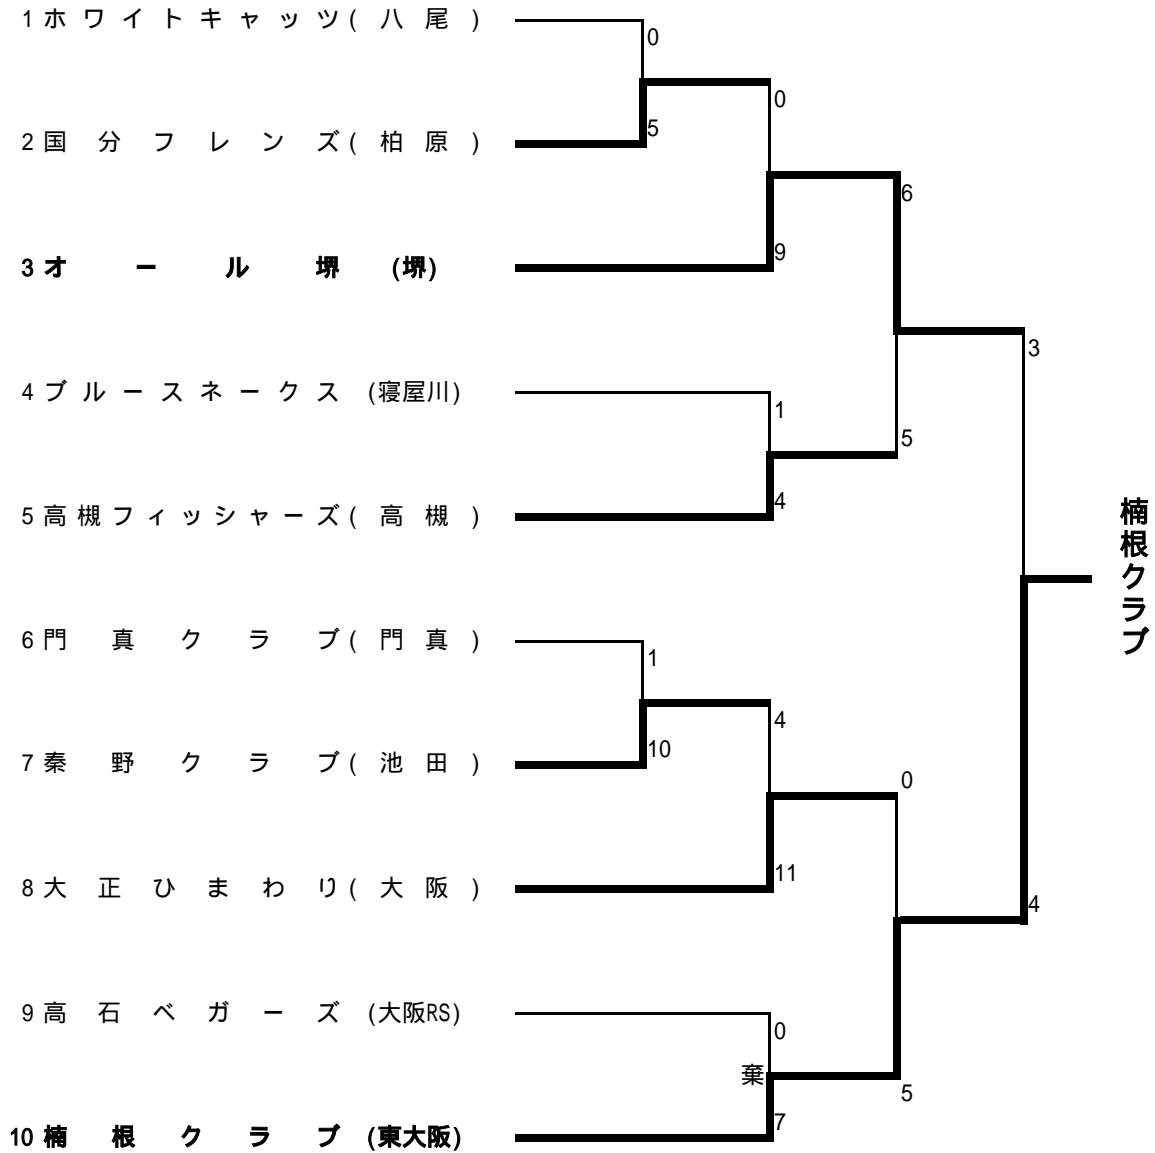 1 ホワイトキャッツ ( 八 尾 )
0
0
2 国分フレンズ ( 柏 原 )
5
6
3 オール堺 (堺)
9
3
4 ブルースネークス (寝屋川)
1
5
5 高槻フィッシャーズ ( 高 槻 )
4
楠根クラブ
6 門真クラブ ( 門 真 )
1
4
7 秦野クラブ ( 池 田 )
10
0
8 大正ひまわり ( 大 阪 )
11
4
9 高石ベガーズ (大阪RS)
0
棄
5
10 楠根クラブ (東大阪)
7